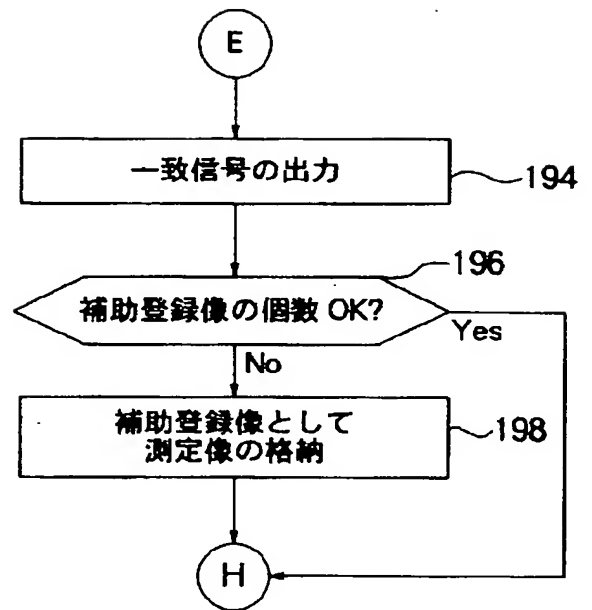 E
一致信号の出力
194
196
補助登録像の個数 OK?
Yes
No
補助登録像として
測定像の格納
198
H